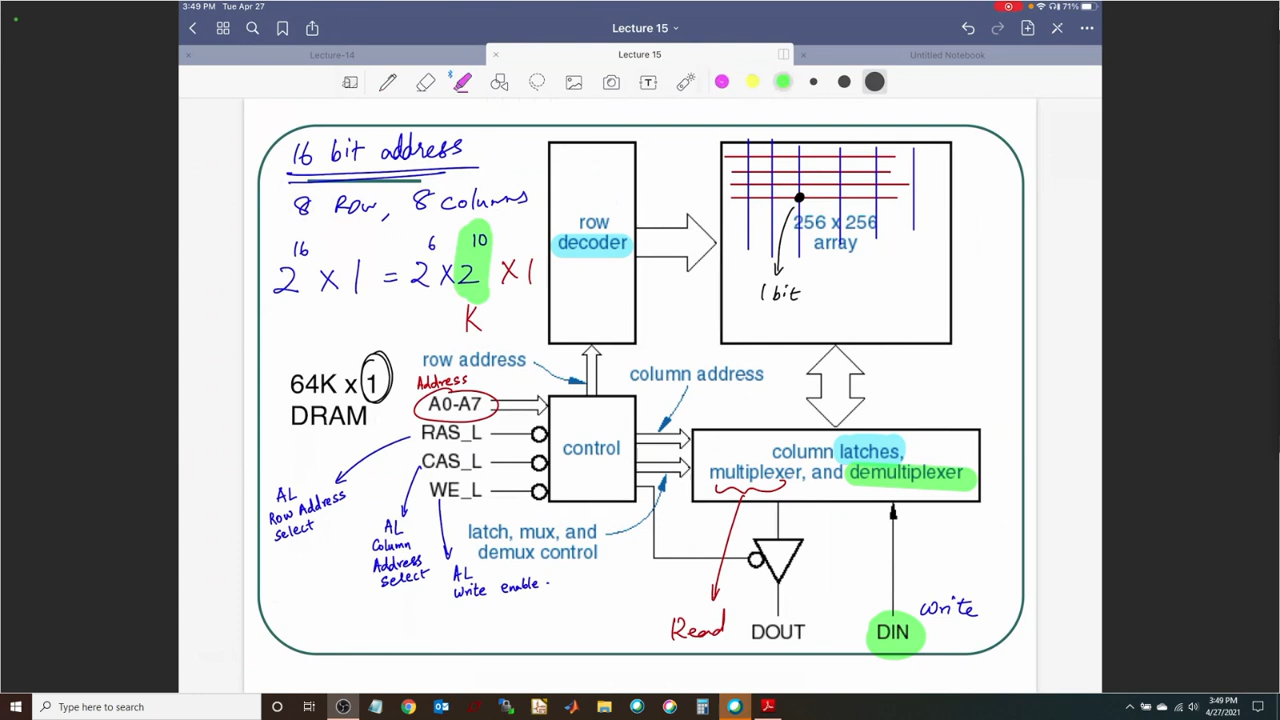 3:49 PM Tue Apr 27
71%
Lecture 15
Lecture-14
Lecture 15
Untitled Notebook
16 bit address
8 Row, 8 Columns
2^16 X 1 = 2^6 X 2^10 X 1
K
row
decoder
256 x 256
array
1 bit
row address
column address
64K x 1
DRAM
Address
A0-A7
RAS_L
CAS_L
WE_L
control
column latches,
multiplexer, and demultiplexer
latch, mux, and
demux control
AL
Row Address
select
AL
Column
Address
select
AL
Write enable
Read
DOUT
DIN
Write
Type here to search
3:49 PM
4/27/2021